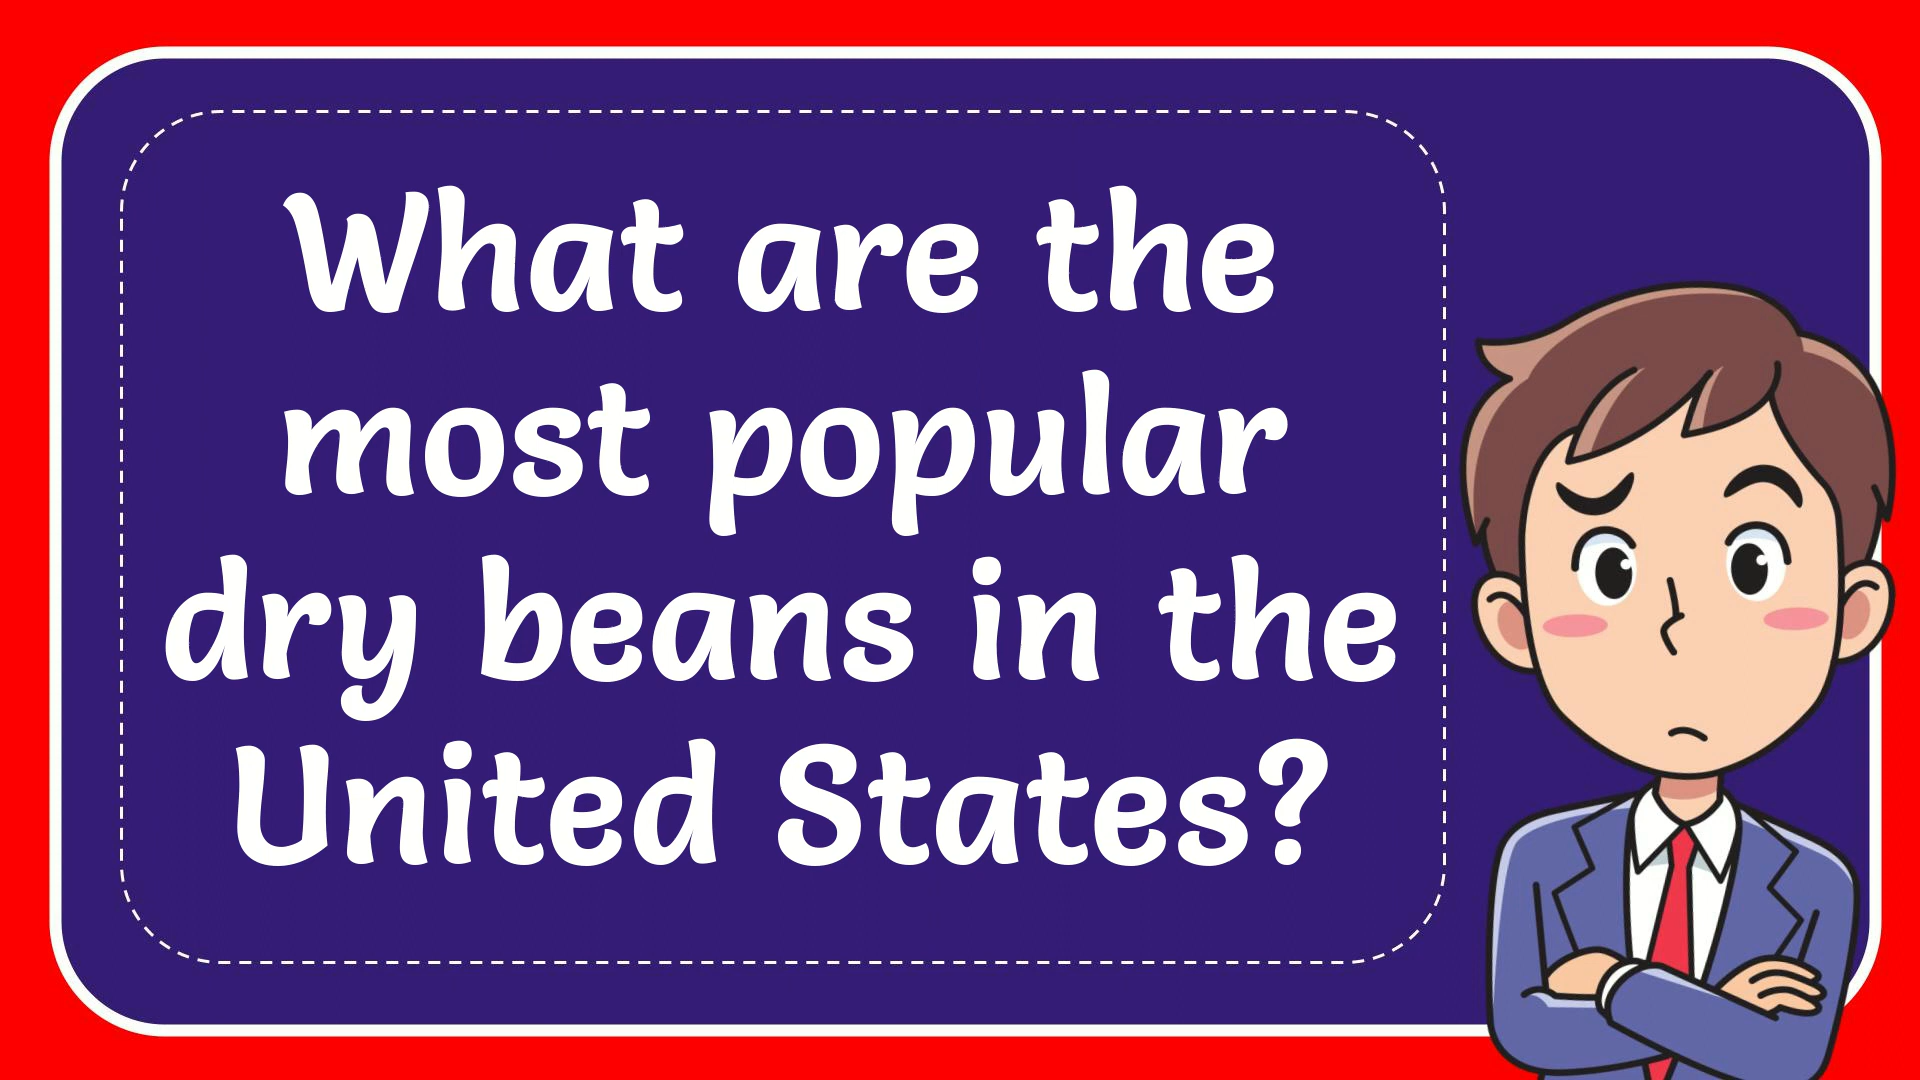 What are the
most popular
dry beans in the
United States?